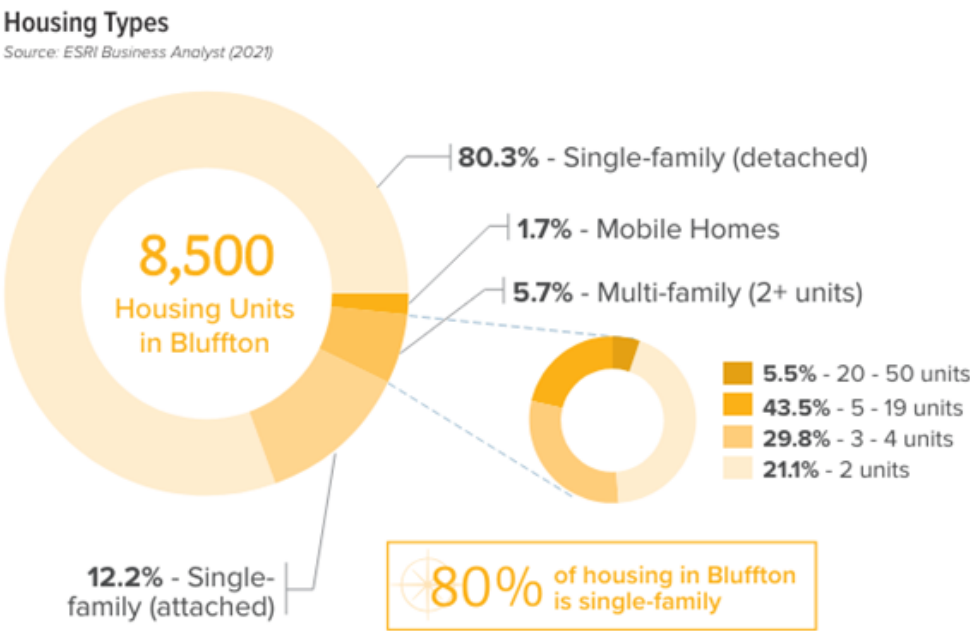 Housing Types
Source: ESRI Business Analyst (2021)
80.3% - Single-family (detached)
1.7% - Mobile Homes
8,500
Housing Units
in Bluffton
5.7% - Multi-family (2+ units)
5.5% - 20 - 50 units
43.5% - 5 - 19 units
29.8% - 3 - 4 units
21.1% - 2 units
12.2% - Single-
family (attached)
80%
of housing in Bluffton
is single-family